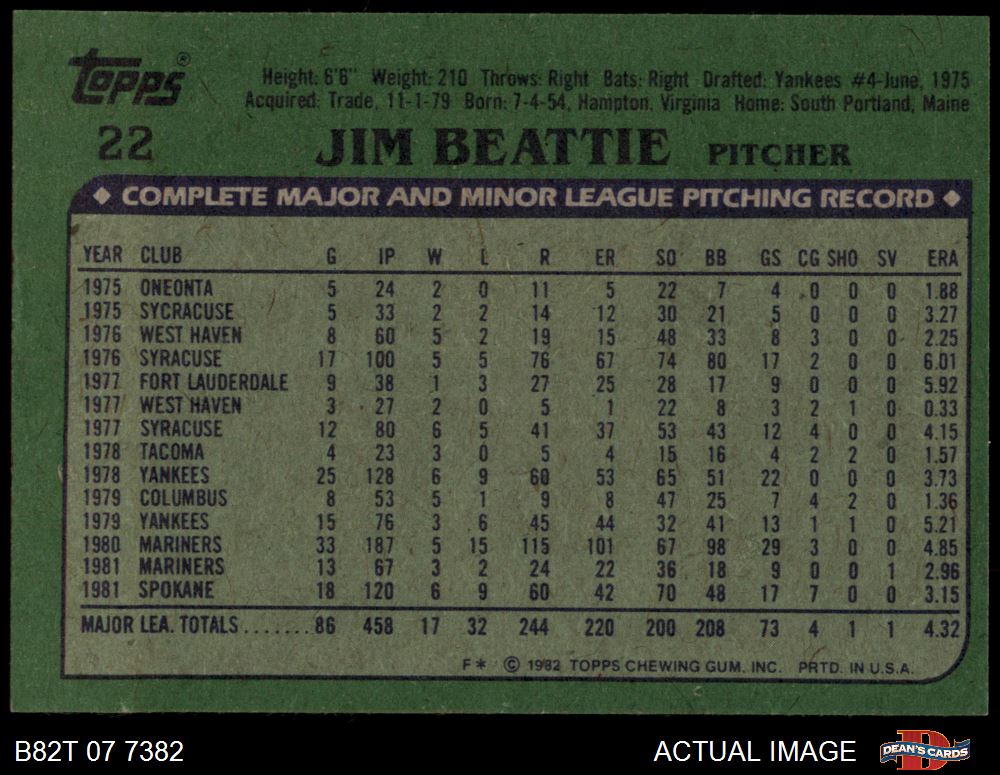 topps®
Height: 6'6" Weight: 210 Throws: Right Bats: Right Drafted: Yankees #4-June, 1975
Acquired: Trade, 11-1-79 Born: 7-4-54, Hampton, Virginia Home: South Portland, Maine
22 JIM BEATTIE PITCHER
◆ COMPLETE MAJOR AND MINOR LEAGUE PITCHING RECORD ◆
YEAR CLUB G IP W L R ER SO BB GS CG SHO SV ERA
1975 ONEONTA 5 24 2 0 11 5 22 7 4 0 0 0 1.88
1975 SYCRACUSE 5 33 2 2 14 12 30 21 5 0 0 0 3.27
1976 WEST HAVEN 8 60 5 2 19 15 48 33 8 3 0 0 2.25
1976 SYRACUSE 17 100 5 5 76 67 74 80 17 2 0 0 6.01
1977 FORT LAUDERDALE 9 38 1 3 27 25 28 17 9 0 0 0 5.92
1977 WEST HAVEN 3 27 2 0 5 1 22 8 3 2 1 0 0.33
1977 SYRACUSE 12 80 6 5 41 37 53 43 12 4 0 0 4.15
1978 TACOMA 4 23 3 0 5 4 15 16 4 2 2 0 1.57
1978 YANKEES 25 128 6 9 60 53 65 51 22 0 0 0 3.73
1979 COLUMBUS 8 53 5 1 9 8 47 25 7 4 2 0 1.36
1979 YANKEES 15 76 3 6 45 44 32 41 13 1 1 0 5.21
1980 MARINERS 33 187 5 15 115 101 67 98 29 3 0 0 4.85
1981 MARINERS 13 67 3 2 24 22 36 18 9 0 0 1 2.96
1981 SPOKANE 18 120 6 9 60 42 70 48 17 7 0 0 3.15
MAJOR LEA. TOTALS....... 86 458 17 32 244 220 200 208 73 4 1 1 4.32
F* © 1982 TOPPS CHEWING GUM. INC. PRTD. IN U.S.A.
B82T 07 7382 ACTUAL IMAGE DEAN'S CARDS